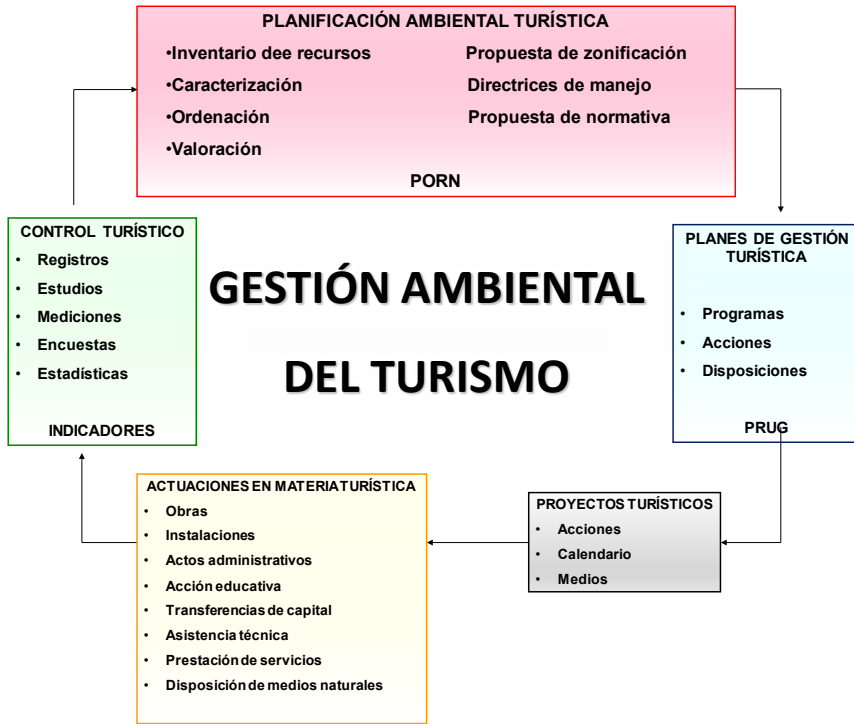 PLANIFICACIÓN AMBIENTAL TURÍSTICA
•Inventario dee recursos
•Caracterización
•Ordenación
•Valoración
Propuesta de zonificación
Directrices de manejo
Propuesta de normativa
PORN
CONTROL TURÍSTICO
• Registros
• Estudios
• Mediciones
• Encuestas
• Estadísticas
INDICADORES
GESTIÓN AMBIENTAL
DEL TURISMO
PLANES DE GESTIÓN
TURÍSTICA
• Programas
• Acciones
• Disposiciones
PRUG
ACTUACIONES EN MATERIA TURÍSTICA
• Obras
• Instalaciones
• Actos administrativos
• Acción educativa
• Transferencias de capital
• Asistencia técnica
• Prestación de servicios
• Disposición de medios naturales
PROYECTOS TURÍSTICOS
• Acciones
• Calendario
• Medios